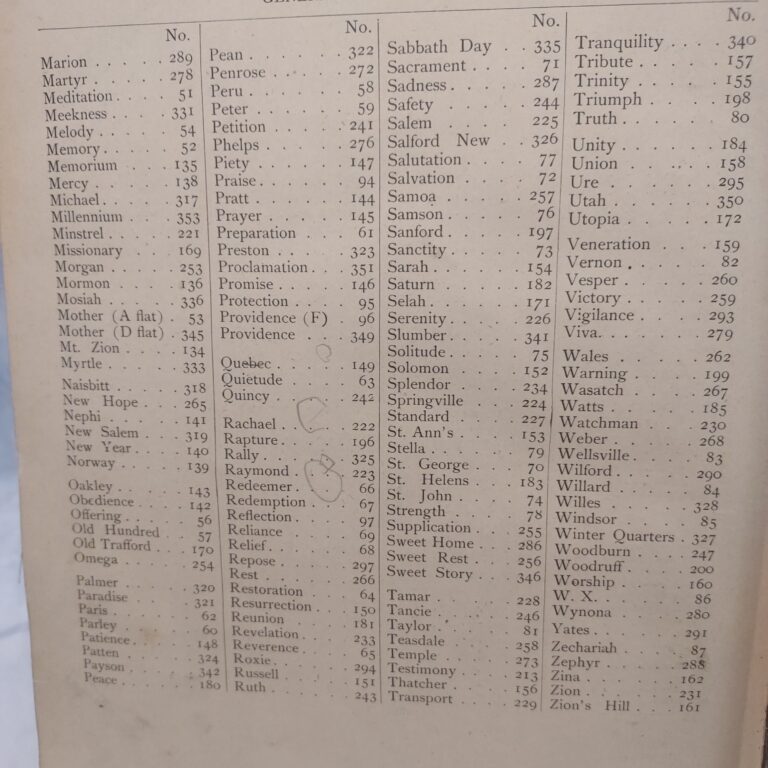 No.
Marion . . . . . 289
Martyr . . . . . 278
Meditation . . . . 51
Meekness . . . . 331
Melody . . . . . 54
Memory . . . . . 52
Memorium . . . . 135
Mercy . . . . . 138
Michael . . . . . 317
Millennium . . . . 353
Minstrel . . . . . 221
Missionary . . . . 169
Morgan . . . . . 253
Mormon . . . . . 136
Mosiah . . . . . 336
Mother (A flat) . 53
Mother (D flat) . 345
Mt. Zion . . . . 134
Myrtle . . . . . 333
Naisbitt . . . . . 318
New Hope . . . . 265
Nephi . . . . . 141
New Salem . . . . 319
New Year . . . . 140
Norway . . . . . 139
Oakley . . . . . 143
Obedience . . . . 142
Offering . . . . . 56
Old Hundred . . . 57
Old Trafford . . . 170
Omega . . . . . 254
Palmer . . . . . 320
Paradise . . . . . 321
Paris . . . . . 62
Parley . . . . . 60
Patience . . . . . 148
Patten . . . . . 324
Payson . . . . . 342
Peace . . . . . 180
No.
Pean . . . . . 322
Penrose . . . . . 272
Peru . . . . . 58
Peter . . . . . 59
Petition . . . . . 241
Phelps . . . . . 276
Piety . . . . . 147
Praise . . . . . 94
Pratt . . . . . 144
Prayer . . . . . 145
Preparation . . . . 61
Preston . . . . . 323
Proclamation . . . 351
Promise . . . . . 146
Protection . . . . 95
Providence (F) . 96
Providence . . . . 349
Quebec . . . . . 149
Quietude . . . . . 63
Quincy . . . . . 242
Rachael . . . . . 222
Rapture . . . . . 196
Rally . . . . . 325
Raymond . . . . . 223
Redeemer . . . . 66
Redemption . . . . 67
Reflection . . . . 97
Reliance . . . . . 69
Relief . . . . . 68
Repose . . . . . 297
Rest . . . . . 266
Restoration . . . . 64
Resurrection . . . 150
Reunion . . . . . 181
Revelation . . . . 233
Reverence . . . . 65
Roxie . . . . . 294
Russell . . . . . 151
Ruth . . . . . 243
No.
Sabbath Day . . 335
Sacrament . . . . 71
Sadness . . . . . 287
Safety . . . . . 244
Salem . . . . . 225
Salford New . . . 326
Salutation . . . . 77
Salvation . . . . 72
Samoa . . . . . 257
Samson . . . . . 76
Sanford . . . . . 197
Sanctity . . . . . 73
Sarah . . . . . 154
Saturn . . . . . 182
Selah . . . . . 171
Serenity . . . . . 226
Slumber . . . . . 341
Solitude . . . . . 75
Solomon . . . . . 152
Splendor . . . . . 234
Springville . . . . 224
Standard . . . . . 227
St. Ann's . . . . 153
Stella . . . . . 79
St. George . . . . 70
St. Helens . . . . 183
St. John . . . . 74
Strength . . . . . 78
Supplication . . . 255
Sweet Home . . . 286
Sweet Rest . . . 256
Sweet Story . . . 346
Tamar . . . . . 228
Tancie . . . . . 246
Taylor . . . . . 81
Teasdale . . . . . 258
Temple . . . . . 273
Testimony . . . . 213
Thatcher . . . . . 156
Transport . . . . 229
No.
Tranquility . . . . 340
Tribute . . . . . 157
Trinity . . . . . 155
Triumph . . . . . 198
Truth . . . . . 80
Unity . . . . . 184
Union . . . . . 158
Ure . . . . . 295
Utah . . . . . 350
Utopia . . . . . 172
Veneration . . . . 159
Vernon . . . . . 82
Vesper . . . . . 260
Victory . . . . . 259
Vigilance . . . . 293
Viva. . . . . . 279
Wales . . . . . 262
Warning . . . . . 199
Wasatch . . . . . 267
Watts . . . . . 185
Watchman . . . . 230
Weber . . . . . 268
Wellsville . . . . 83
Wilford . . . . . 290
Willard . . . . . 84
Willes . . . . . 328
Windsor . . . . . 85
Winter Quarters . 327
Woodburn . . . . 247
Woodruff . . . . . 200
Worship . . . . . 160
W. X. . . . . . 86
Wynona . . . . . 280
Yates . . . . . 291
Zechariah . . . . 87
Zephyr . . . . . 288
Zina . . . . . 162
Zion . . . . . 231
Zion's Hill . . . . 161